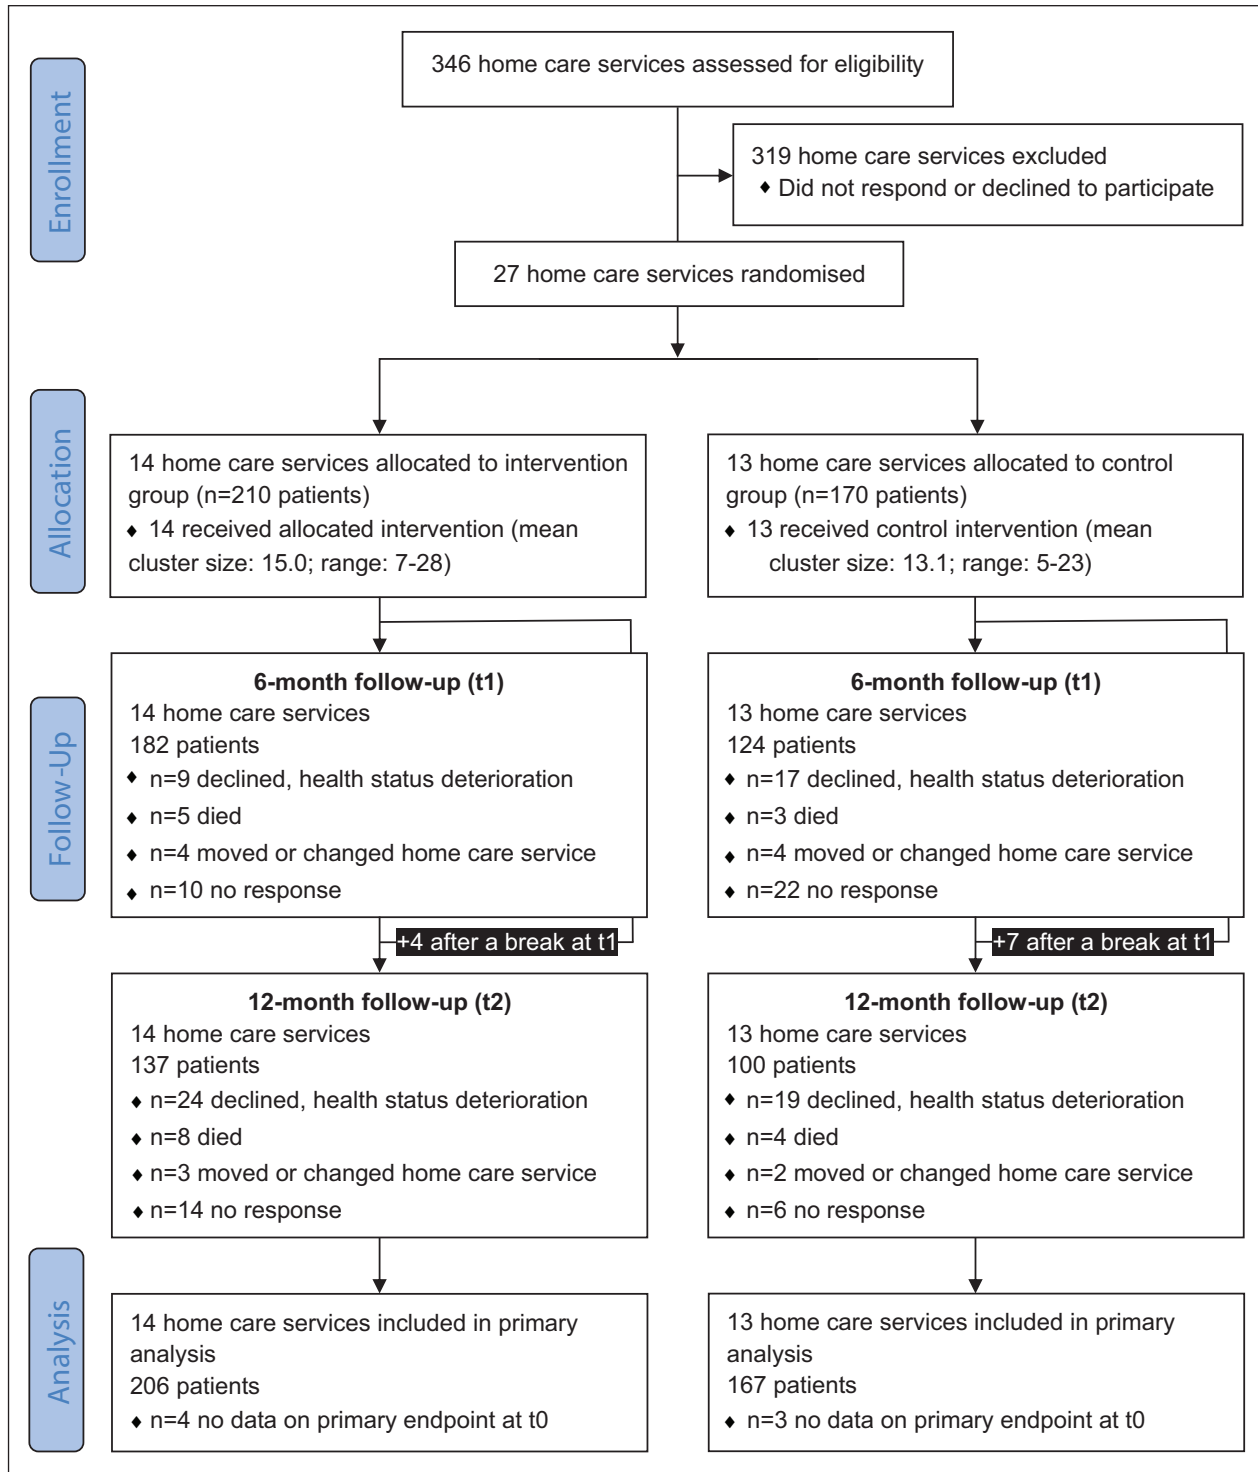 Enrollment
346 home care services assessed for eligibility
319 home care services excluded
♦ Did not respond or declined to participate
27 home care services randomised
Allocation
14 home care services allocated to intervention
group (n=210 patients)
♦ 14 received allocated intervention (mean
cluster size: 15.0; range: 7-28)
13 home care services allocated to control
group (n=170 patients)
♦ 13 received control intervention (mean
cluster size: 13.1; range: 5-23)
Follow-Up
6-month follow-up (t1)
14 home care services
182 patients
♦ n=9 declined, health status deterioration
♦ n=5 died
♦ n=4 moved or changed home care service
♦ n=10 no response
+4 after a break at t1
6-month follow-up (t1)
13 home care services
124 patients
♦ n=17 declined, health status deterioration
♦ n=3 died
♦ n=4 moved or changed home care service
♦ n=22 no response
+7 after a break at t1
12-month follow-up (t2)
14 home care services
137 patients
♦ n=24 declined, health status deterioration
♦ n=8 died
♦ n=3 moved or changed home care service
♦ n=14 no response
12-month follow-up (t2)
13 home care services
100 patients
♦ n=19 declined, health status deterioration
♦ n=4 died
♦ n=2 moved or changed home care service
♦ n=6 no response
Analysis
14 home care services included in primary
analysis
206 patients
♦ n=4 no data on primary endpoint at t0
13 home care services included in primary
analysis
167 patients
♦ n=3 no data on primary endpoint at t0